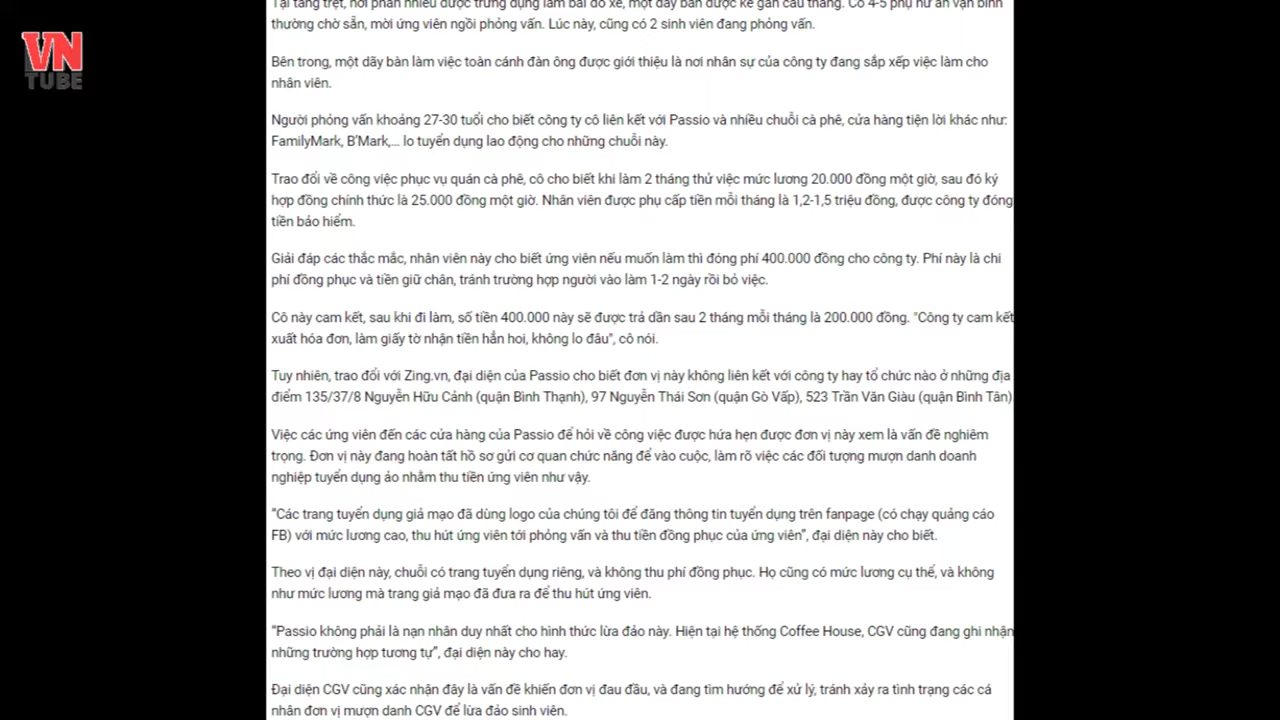 VN
TUBE
Tại tầng trệt, nơi phần nhiều được trưng dụng làm bãi đỗ xe, một dãy bàn được kê gần cầu thang. Có 4-5 phụ nữ ăn vận bình
thường chờ sẵn, mời ứng viên ngồi phỏng vấn. Lúc này, cũng có 2 sinh viên đang phỏng vấn.
Bên trong, một dãy bàn làm việc toàn cánh đàn ông được giới thiệu là nơi nhân sự của công ty đang sắp xếp việc làm cho
nhân viên.
Người phỏng vấn khoảng 27-30 tuổi cho biết công ty cô liên kết với Passio và nhiều chuỗi cà phê, cửa hàng tiện lời khác như:
FamilyMark, B'Mark,... lo tuyển dụng lao động cho những chuỗi này.
Trao đổi về công việc phục vụ quán cà phê, cô cho biết khi làm 2 tháng thử việc mức lương 20.000 đồng một giờ, sau đó ký
hợp đồng chính thức là 25.000 đồng một giờ. Nhân viên được phụ cấp tiền mỗi tháng là 1,2-1,5 triệu đồng, được công ty đóng
tiền bảo hiểm.
Giải đáp các thắc mắc, nhân viên này cho biết ứng viên nếu muốn làm thì đóng phí 400.000 đồng cho công ty. Phí này là chi
phí đồng phục và tiền giữ chân, tránh trường hợp người vào làm 1-2 ngày rồi bỏ việc.
Cô này cam kết, sau khi đi làm, số tiền 400.000 này sẽ được trả dần sau 2 tháng mỗi tháng là 200.000 đồng. "Công ty cam kết
xuất hóa đơn, làm giấy tờ nhận tiền hẳn hoi, không lo đâu", cô nói.
Tuy nhiên, trao đổi với Zing.vn, đại diện của Passio cho biết đơn vị này không liên kết với công ty hay tổ chức nào ở những địa
điểm 135/37/8 Nguyễn Hữu Cảnh (quận Bình Thạnh), 97 Nguyễn Thái Sơn (quận Gò Vấp), 523 Trần Văn Giàu (quận Bình Tân)
Việc các ứng viên đến các cửa hàng của Passio để hỏi về công việc được hứa hẹn được đơn vị này xem là vấn đề nghiêm
trọng. Đơn vị này đang hoàn tất hồ sơ gửi cơ quan chức năng để vào cuộc, làm rõ việc các đối tượng mượn danh doanh
nghiệp tuyển dụng ảo nhằm thu tiền ứng viên như vậy.
"Các trang tuyển dụng giả mạo đã dùng logo của chúng tôi để đăng thông tin tuyển dụng trên fanpage (có chạy quảng cáo
FB) với mức lương cao, thu hút ứng viên tới phỏng vấn và thu tiền đồng phục của ứng viên", đại diện này cho biết.
Theo vị đại diện này, chuỗi có trang tuyển dụng riêng, và không thu phí đồng phục. Họ cũng có mức lương cụ thể, và không
như mức lương mà trang giả mạo đã đưa ra để thu hút ứng viên.
"Passio không phải là nạn nhân duy nhất cho hình thức lừa đảo này. Hiện tại hệ thống Coffee House, CGV cũng đang ghi nhận
những trường hợp tương tự", đại diện này cho hay.
Đại diện CGV cũng xác nhận đây là vấn đề khiến đơn vị đau đầu, và đang tìm hướng để xử lý, tránh xảy ra tình trạng các cá
nhân đơn vị mượn danh CGV để lừa đảo sinh viên.